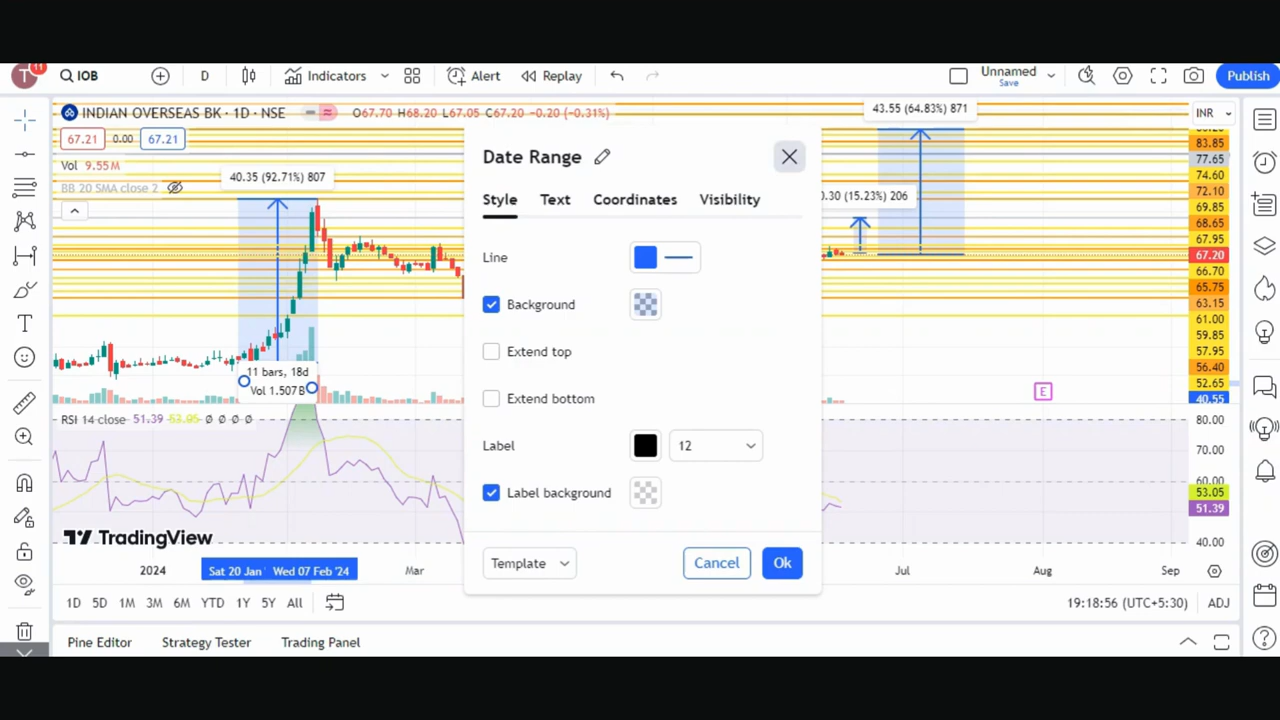 T 11 IOB D Indicators Alert Replay Unnamed Save Publish
INDIAN OVERSEAS BK · 1D · NSE O67.70 H68.20 L67.05 C67.20 −0.20 (−0.31%)
INR
67.21 0.00 67.21
Vol 9.55M
BB 20 SMA close 2
40.35 (92.71%) 807
11 bars, 18d
Vol 1.507B
43.55 (64.83%) 871
0.30 (15.23%) 206
Date Range
Style Text Coordinates Visibility
Line
Background
Extend top
Extend bottom
Label 12
Label background
Template Cancel Ok
83.85
77.65
74.60
72.10
69.85
68.65
67.95
67.20
66.70
65.75
63.15
61.00
59.85
57.95
56.40
52.65
40.55
E
RSI 14 close 51.39 53.05 Ø Ø Ø Ø
80.00
70.00
60.00
53.05
51.39
40.00
TradingView
2024 Sat 20 Jan Wed 07 Feb '24 Mar Jul Aug Sep
1D 5D 1M 3M 6M YTD 1Y 5Y All 19:18:56 (UTC+5:30) ADJ
Pine Editor Strategy Tester Trading Panel